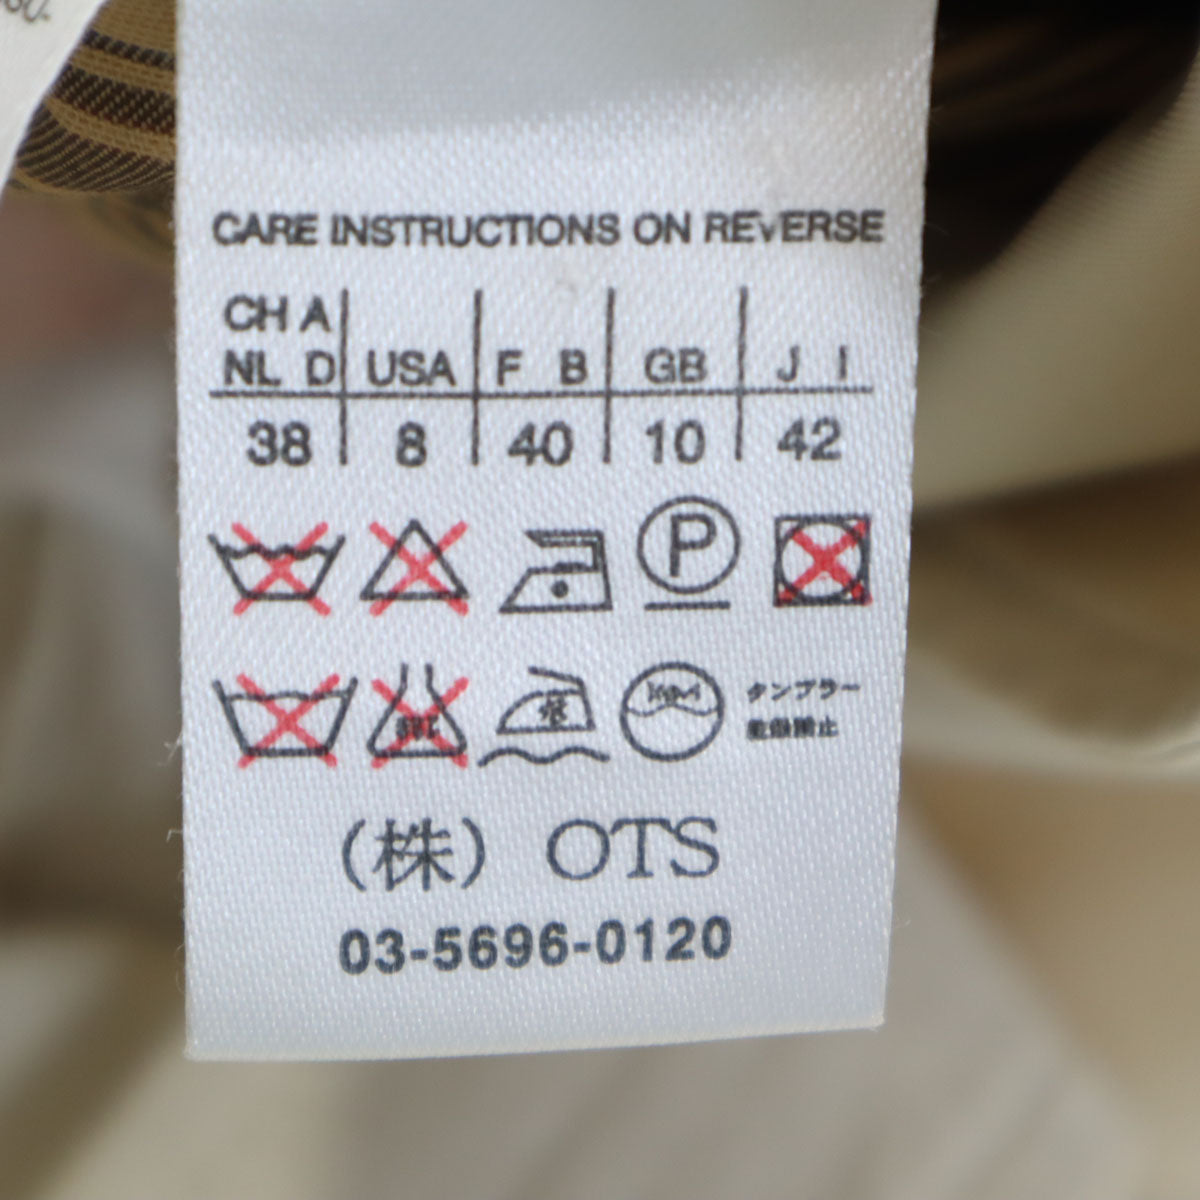 CARE INSTRUCTIONS ON REVERSE
CH A
NL D USA F B GB J I
38 8 40 10 42
P
タンブラー
乾燥禁止
(株) OTS
03-5696-0120